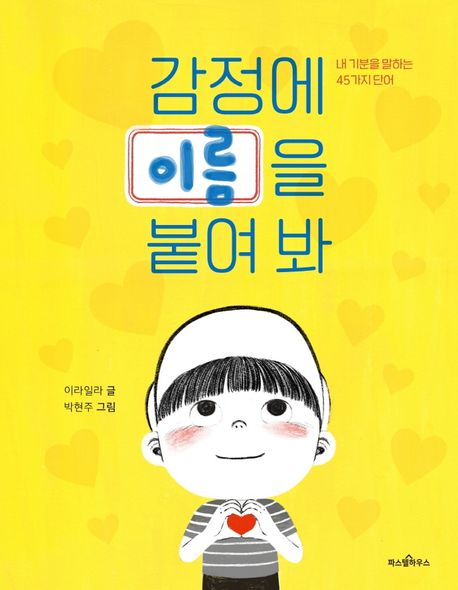 감정에
이름을
붙여 봐
내 기분을 말하는
45가지 단어
이라일라 글
박현주 그림
파스텔하우스